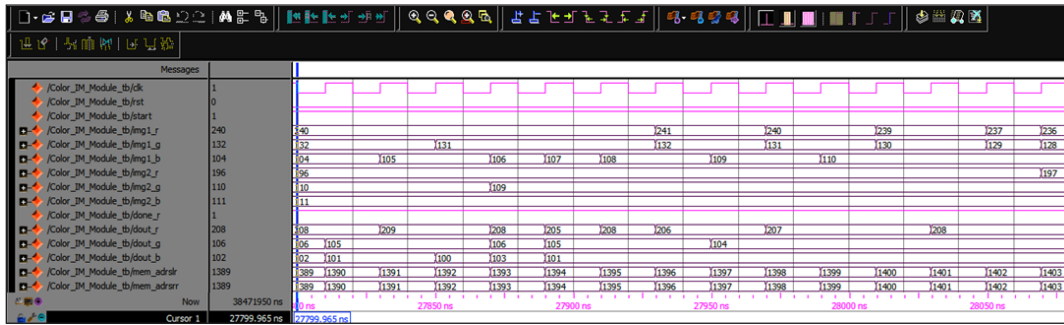 Messages
/Color_IM_Module_tb/clk 1
/Color_IM_Module_tb/rst 0
/Color_IM_Module_tb/start 1
/Color_IM_Module_tb/img1_r 240 240 241 240 239 237 236
/Color_IM_Module_tb/img1_g 132 132 131 132 131 130 129 128
/Color_IM_Module_tb/img1_b 104 104 105 106 107 108 109 110
/Color_IM_Module_tb/img2_r 196 196 197
/Color_IM_Module_tb/img2_g 110 110 109
/Color_IM_Module_tb/img2_b 111 111
/Color_IM_Module_tb/done_r 1
/Color_IM_Module_tb/dout_r 208 208 209 208 205 208 206 207 208
/Color_IM_Module_tb/dout_g 106 106 105 106 105 104
/Color_IM_Module_tb/dout_b 102 102 101 100 103 101
/Color_IM_Module_tb/mem_adrslr 1389 1389 1390 1391 1392 1393 1394 1395 1396 1397 1398 1399 1400 1401 1402 1403
/Color_IM_Module_tb/mem_adrsrr 1389 1389 1390 1391 1392 1393 1394 1395 1396 1397 1398 1399 1400 1401 1402 1403
Now 38471950 ns 0 ns 27850 ns 27900 ns 27950 ns 28000 ns 28050 ns
Cursor 1 27799.965 ns 27799.965 ns